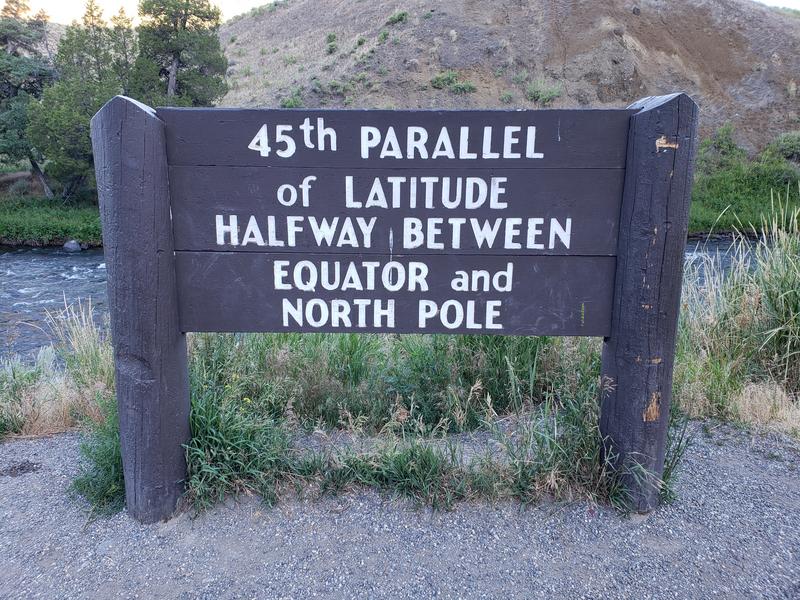 45th PARALLEL
of LATITUDE
HALFWAY BETWEEN
EQUATOR and
NORTH POLE